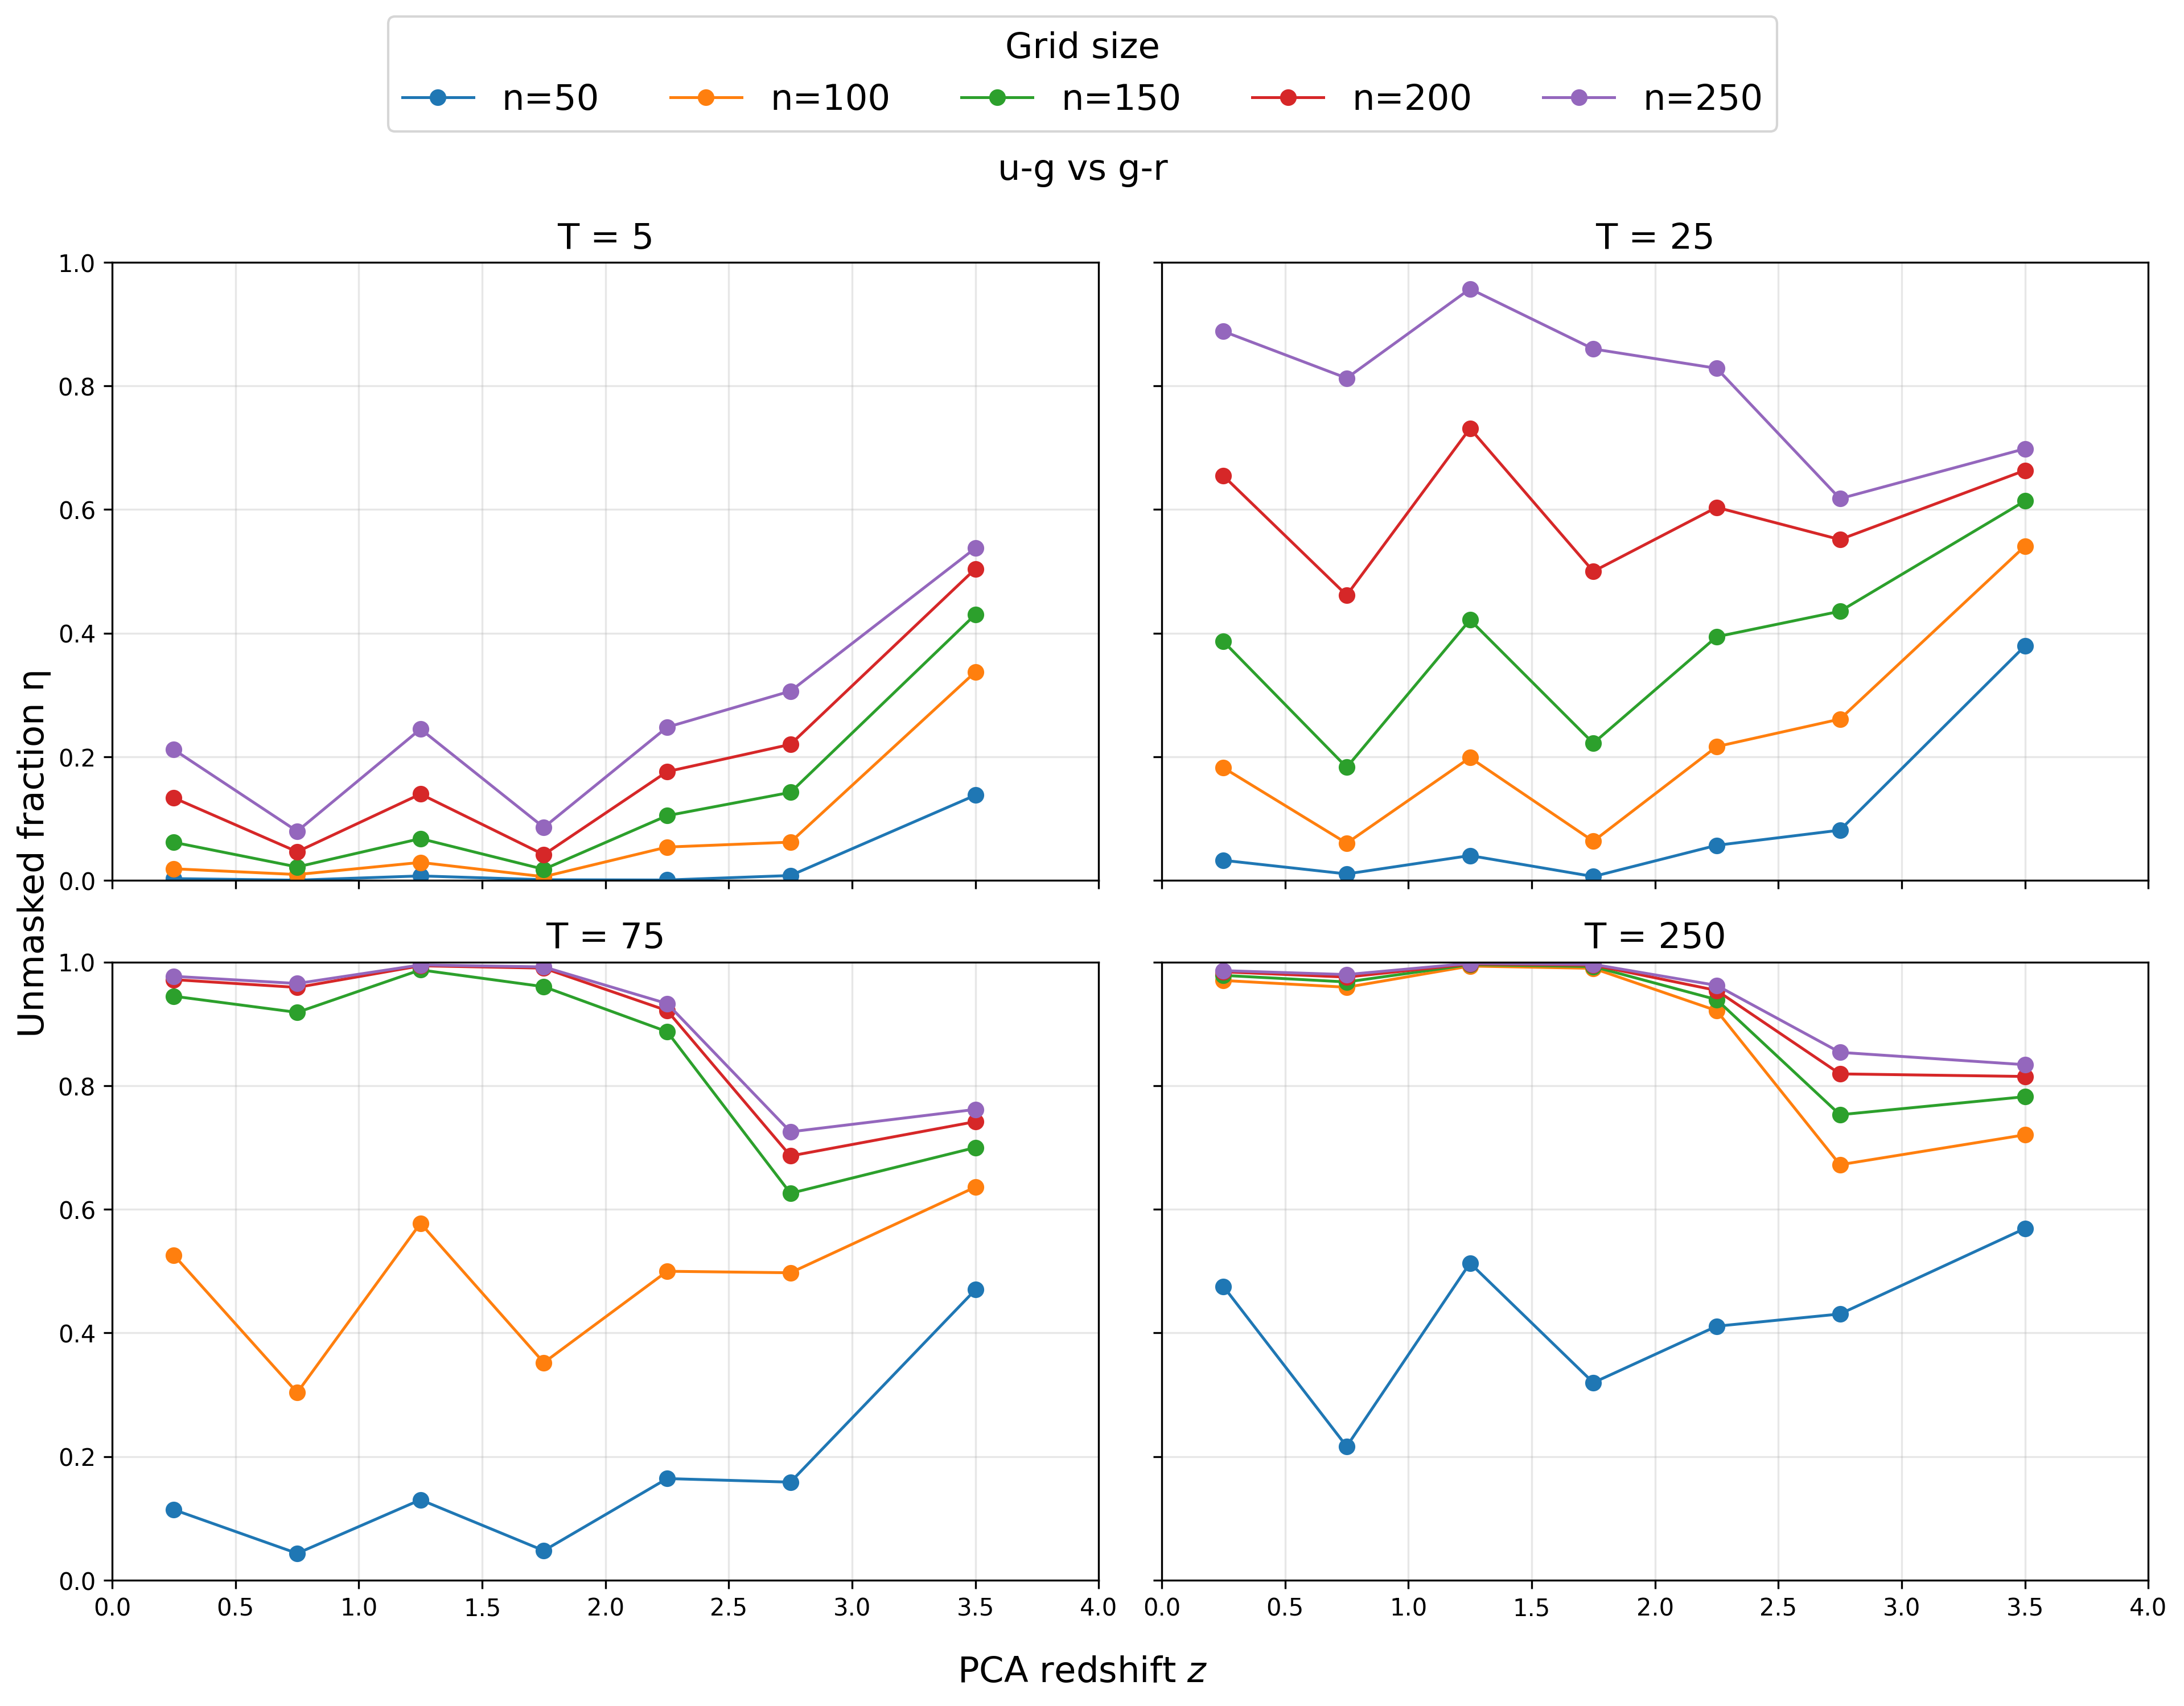 Grid size
n=50 n=100 n=150 n=200 n=250
u-g vs g-r
T = 5
T = 25
1.0
0.8
0.6
0.4
0.2
0.0
Unmasked fraction η
T = 75
T = 250
1.0
0.8
0.6
0.4
0.2
0.0
0.0 0.5 1.0 1.5 2.0 2.5 3.0 3.5 4.0
0.0 0.5 1.0 1.5 2.0 2.5 3.0 3.5 4.0
PCA redshift z